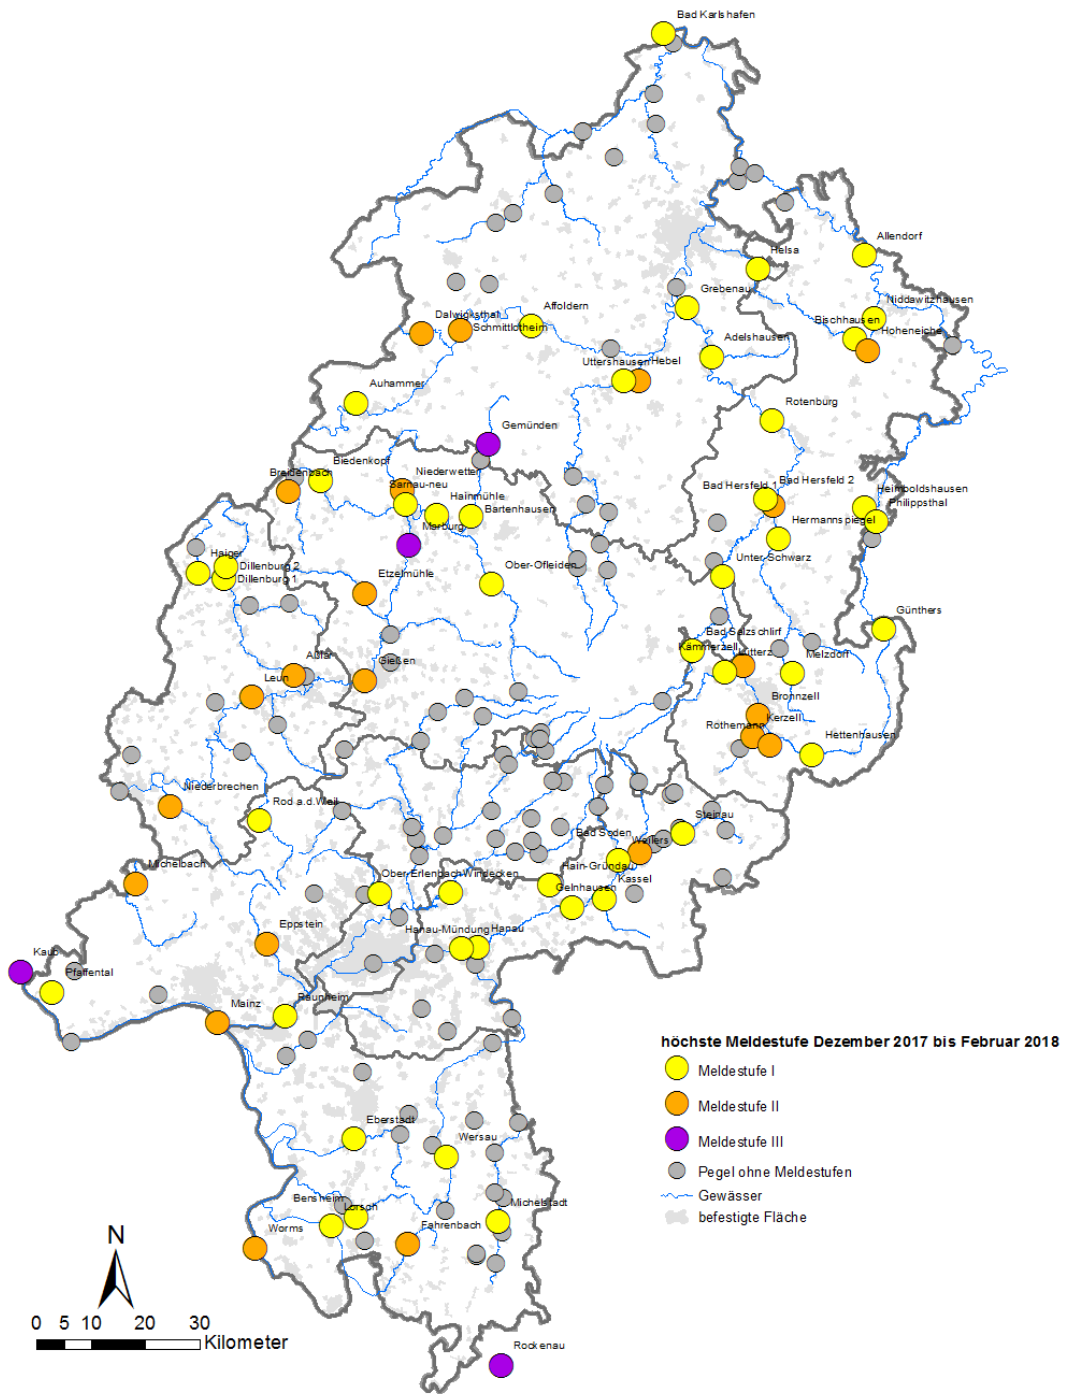 Bad Karlshafen
Allendorf
Helsa
Grebenau
Niddawitzhausen
Affoldern
Dalwigksthal
Schmittlotheim
Bischhausen
Hoheneiche
Adelshausen
Uttershausen
Hebel
Auhammer
Rotenburg
Gemünden
Biedenkopf
Niederwetter
Breidenbach
Sarnau-neu
Hainmühle
Bartenhausen
Bad Hersfeld 1
Bad Hersfeld 2
Heimboldshausen
Philippsthal
Marburg
Hermannspiegel
Haiger
Dillenburg 2
Dillenburg 1
Etzelmühle
Ober-Ofleiden
Unter-Schwarz
Günthers
Bad Salzschlirf
Kämmerzell
Lütterz
Melzdorf
Aßlar
Gießen
Leun
Bronnzell
Kerzell
Rothemann
Hettenhausen
Niederbrechen
Rod a.d.Weil
Steinau
Bad Soden
Weilers
Michelbach
Ober-Erlenbach
Windecken
Hain-Gründau
Kassel
Gelnhausen
Eppstein
Hanau-Mündung
Hanau
Kaub
Pfaffental
Mainz
Raunheim
höchste Meldestufe Dezember 2017 bis Februar 2018
Meldestufe I
Meldestufe II
Meldestufe III
Pegel ohne Meldestufen
Gewässer
befestigte Fläche
Eberstadt
Wersau
Bensheim
Lorsch
Michelstadt
Worms
Fahrenbach
N
0 5 10 20 30
Kilometer
Rockenau